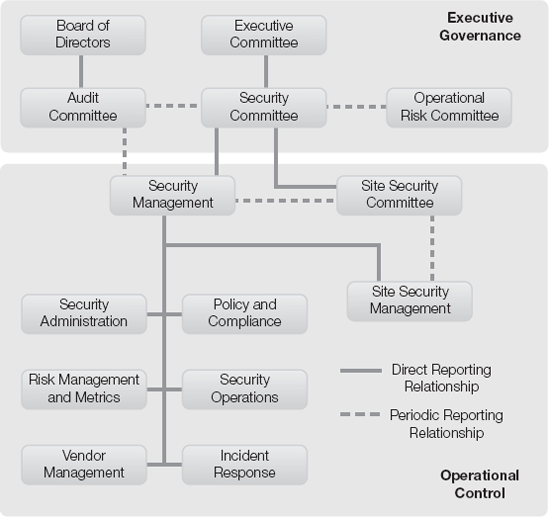 Executive
Governance
Board of
Directors
Executive
Committee
Audit
Committee
Security
Committee
Operational
Risk Committee
Security
Management
Site Security
Committee
Site Security
Management
Security
Administration
Policy and
Compliance
Risk Management
and Metrics
Security
Operations
Vendor
Management
Incident
Response
Direct Reporting
Relationship
Periodic Reporting
Relationship
Operational
Control